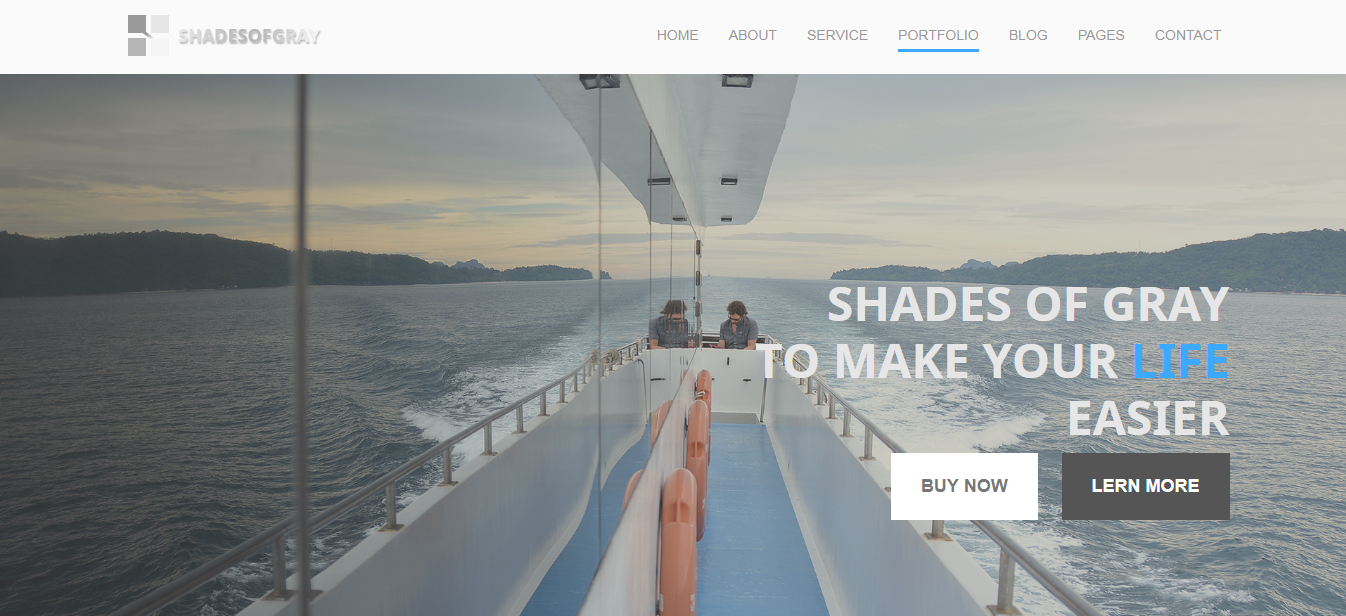 SHADESOFGRAY
HOME ABOUT SERVICE PORTFOLIO BLOG PAGES CONTACT
SHADES OF GRAY
TO MAKE YOUR LIFE
EASIER
BUY NOW LERN MORE